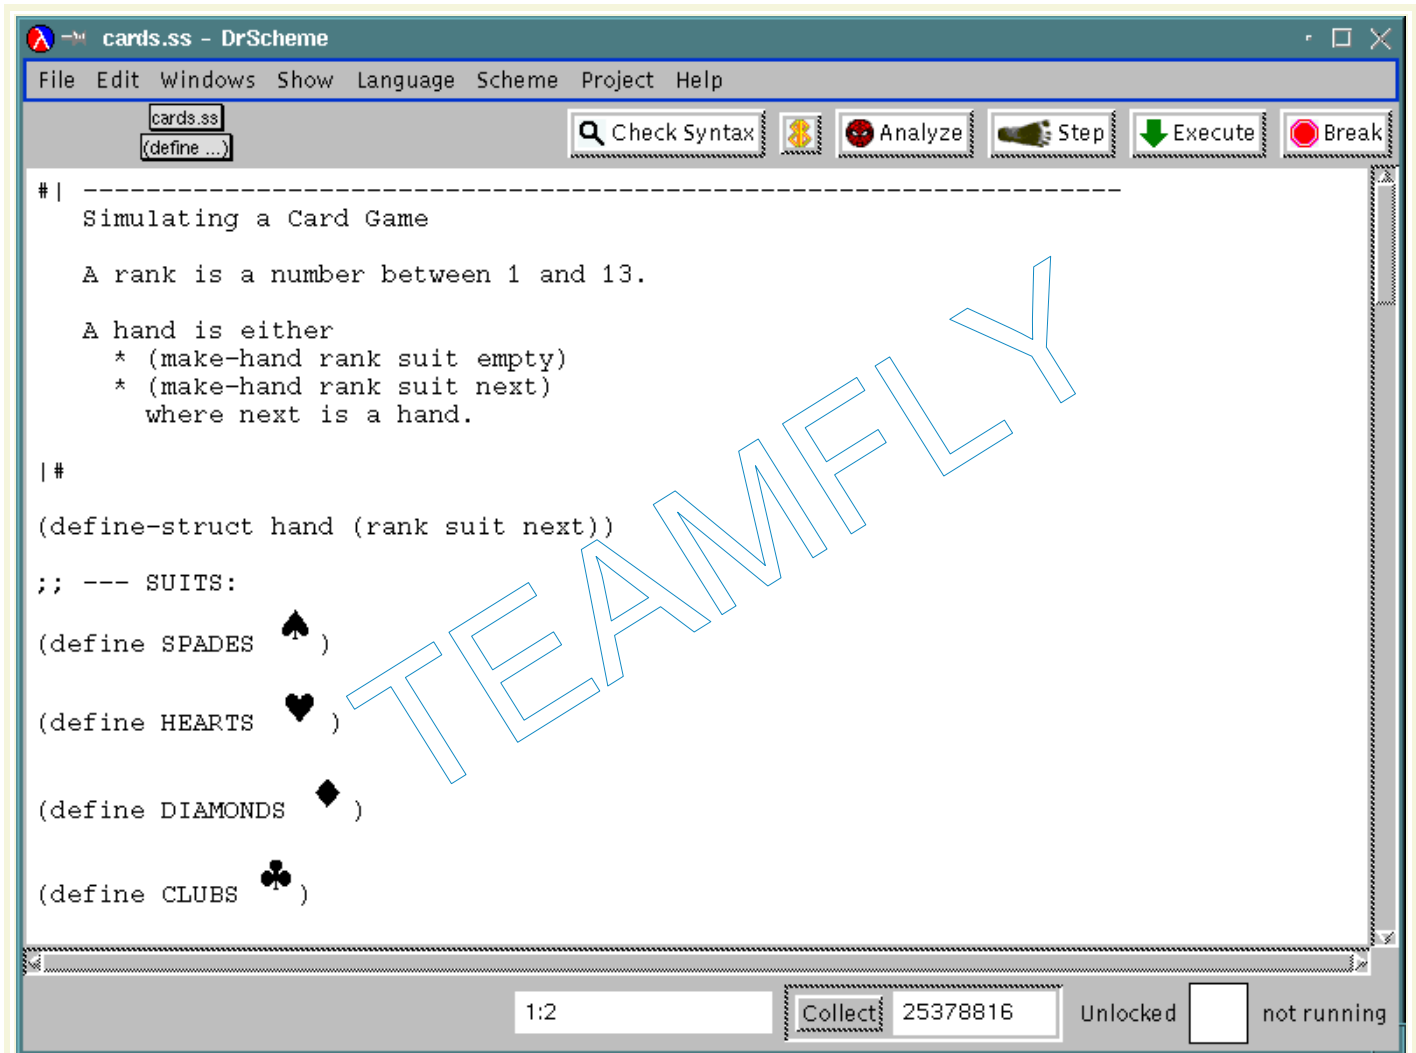 cards.ss - DrScheme
File Edit Windows Show Language Scheme Project Help
cards.ss
(define ...)
Check Syntax Analyze Step Execute Break
#| -------------------------------------------------------------------
Simulating a Card Game
A rank is a number between 1 and 13.
A hand is either
* (make-hand rank suit empty)
* (make-hand rank suit next)
where next is a hand.
|#
(define-struct hand (rank suit next))
;; --- SUITS:
(define SPADES ♠ )
(define HEARTS ♥ )
(define DIAMONDS ♦ )
(define CLUBS ♣ )
TEAMFLY
1:2 Collect 25378816 Unlocked not running